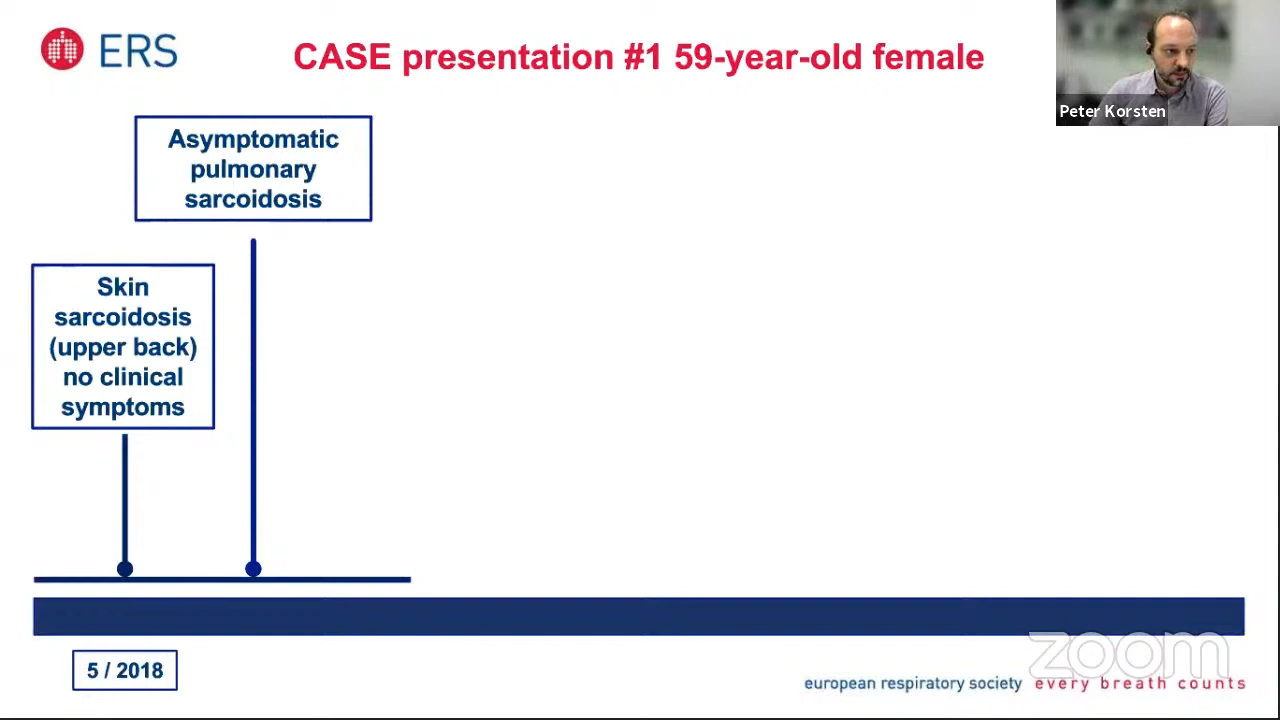 ERS
CASE presentation #1 59-year-old female
Peter Korsten
Asymptomatic
pulmonary
sarcoidosis
Skin
sarcoidosis
(upper back)
no clinical
symptoms
5 / 2018
zoom
european respiratory society every breath counts